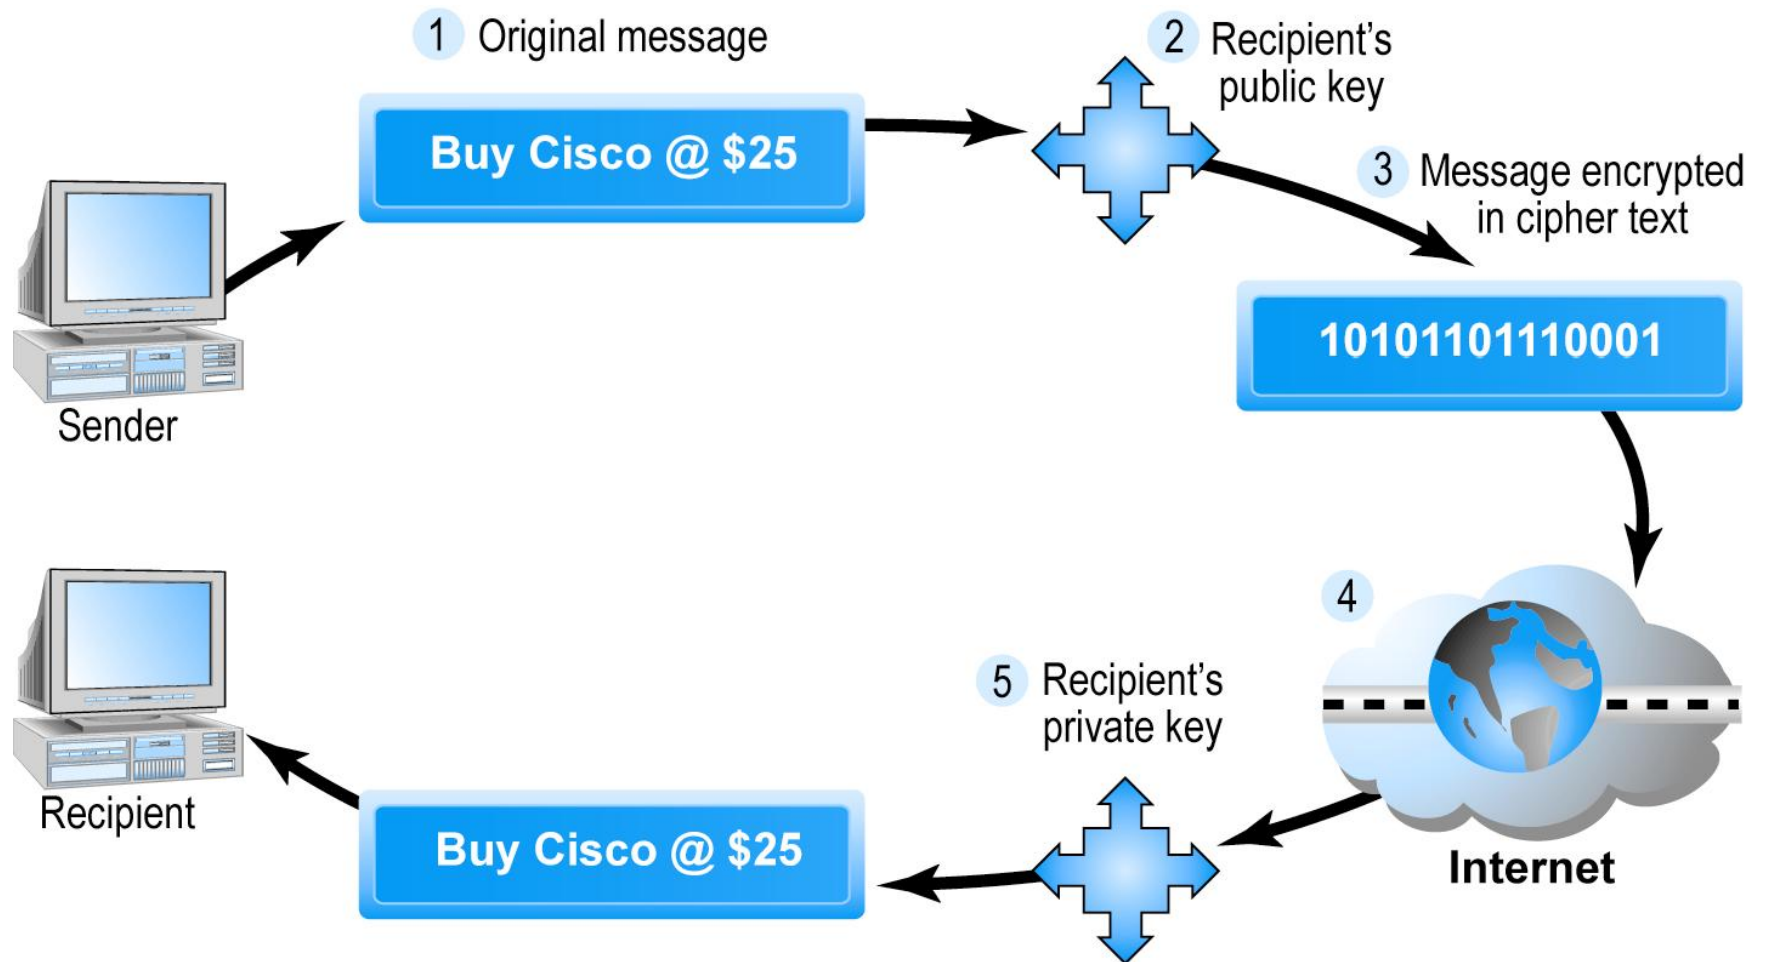 1 Original message
Buy Cisco @ $25
2 Recipient's
public key
3 Message encrypted
in cipher text
10101101110001
Sender
4
Internet
5 Recipient's
private key
Buy Cisco @ $25
Recipient